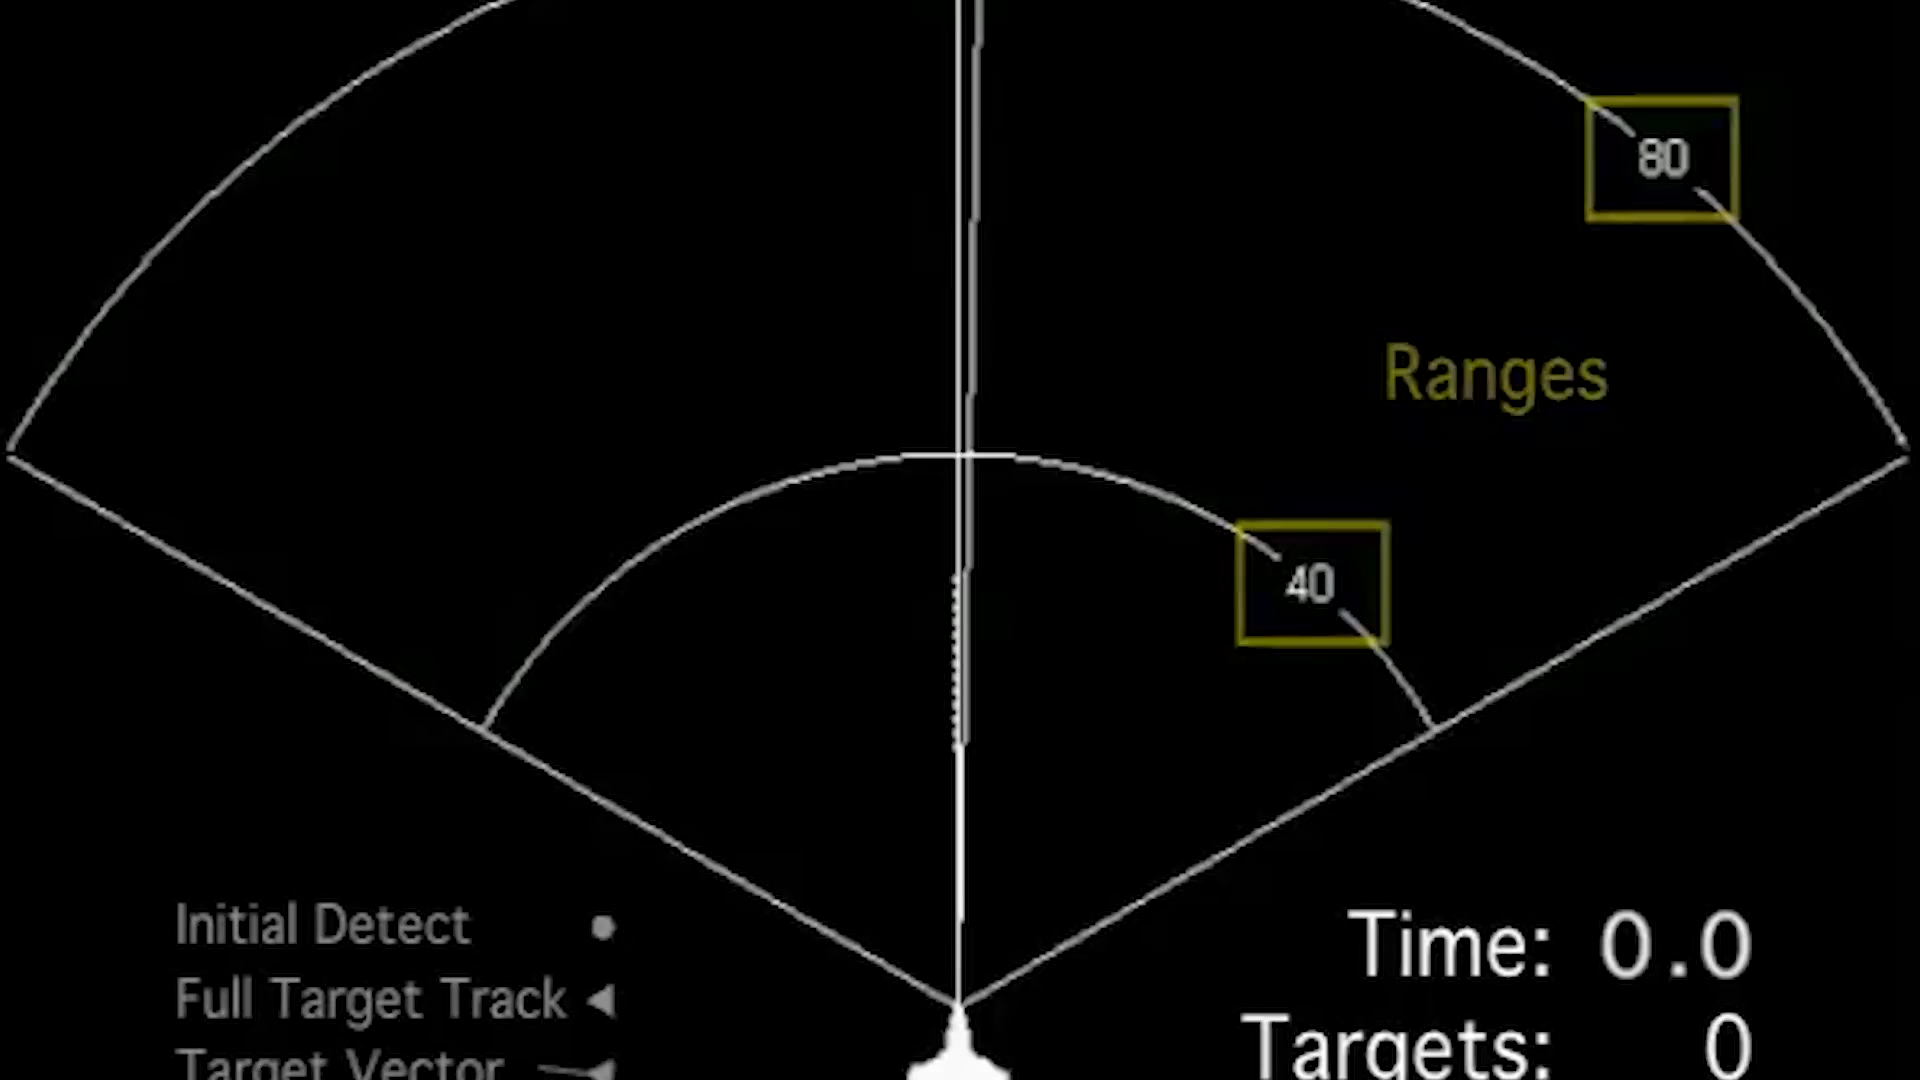 80
Ranges
40
Initial Detect
Full Target Track
Target Vector
Time: 0.0
Targets: 0